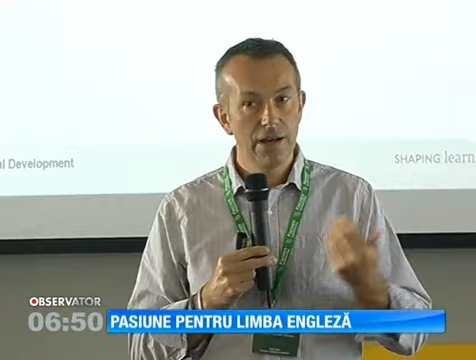 al Development
SHAPING learn
OBSERVATOR
06:50
PASIUNE PENTRU LIMBA ENGLEZĂ